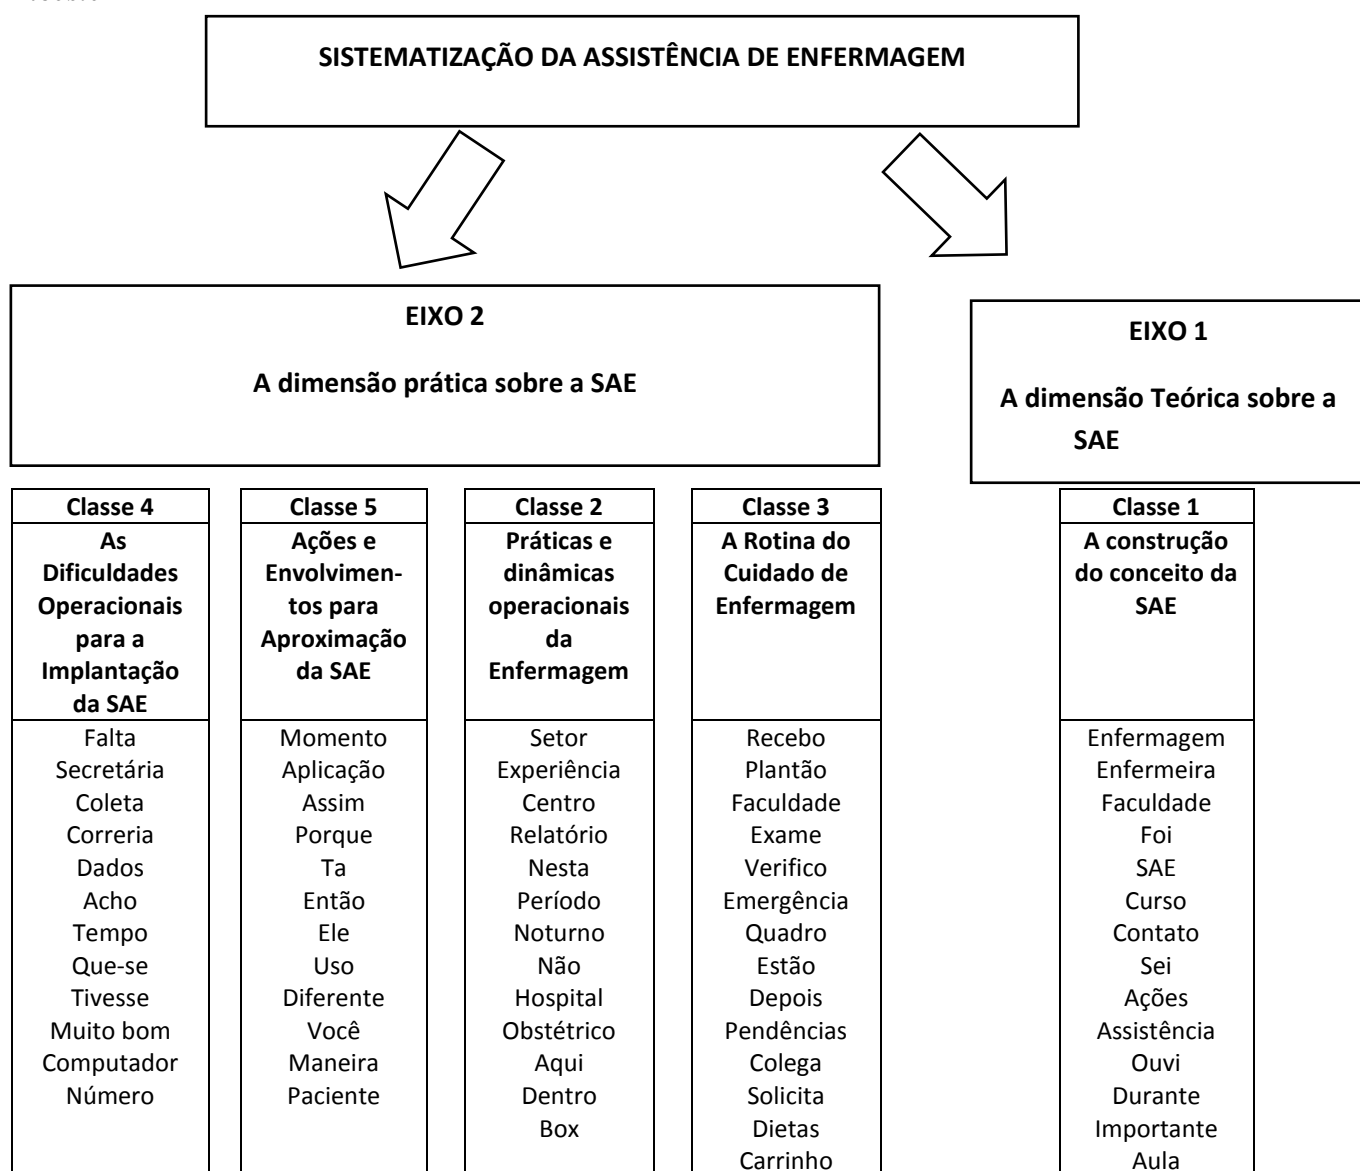 SISTEMATIZAÇÃO DA ASSISTÊNCIA DE ENFERMAGEM
EIXO 2
A dimensão prática sobre a SAE
EIXO 1
A dimensão Teórica sobre a
SAE
Classe 4
As
Dificuldades
Operacionais
para a
Implantação
da SAE
Falta
Secretária
Coleta
Correria
Dados
Acho
Tempo
Que-se
Tivesse
Muito bom
Computador
Número
Classe 5
Ações e
Envolvimen-
tos para
Aproximação
da SAE
Momento
Aplicação
Assim
Porque
Ta
Então
Ele
Uso
Diferente
Você
Maneira
Paciente
Classe 2
Práticas e
dinâmicas
operacionais
da
Enfermagem
Setor
Experiência
Centro
Relatório
Nesta
Período
Noturno
Não
Hospital
Obstétrico
Aqui
Dentro
Box
Classe 3
A Rotina do
Cuidado de
Enfermagem
Recebo
Plantão
Faculdade
Exame
Verifico
Emergência
Quadro
Estão
Depois
Pendências
Colega
Solicita
Dietas
Carrinho
Classe 1
A construção
do conceito da
SAE
Enfermagem
Enfermeira
Faculdade
Foi
SAE
Curso
Contato
Sei
Ações
Assistência
Ouvi
Durante
Importante
Aula